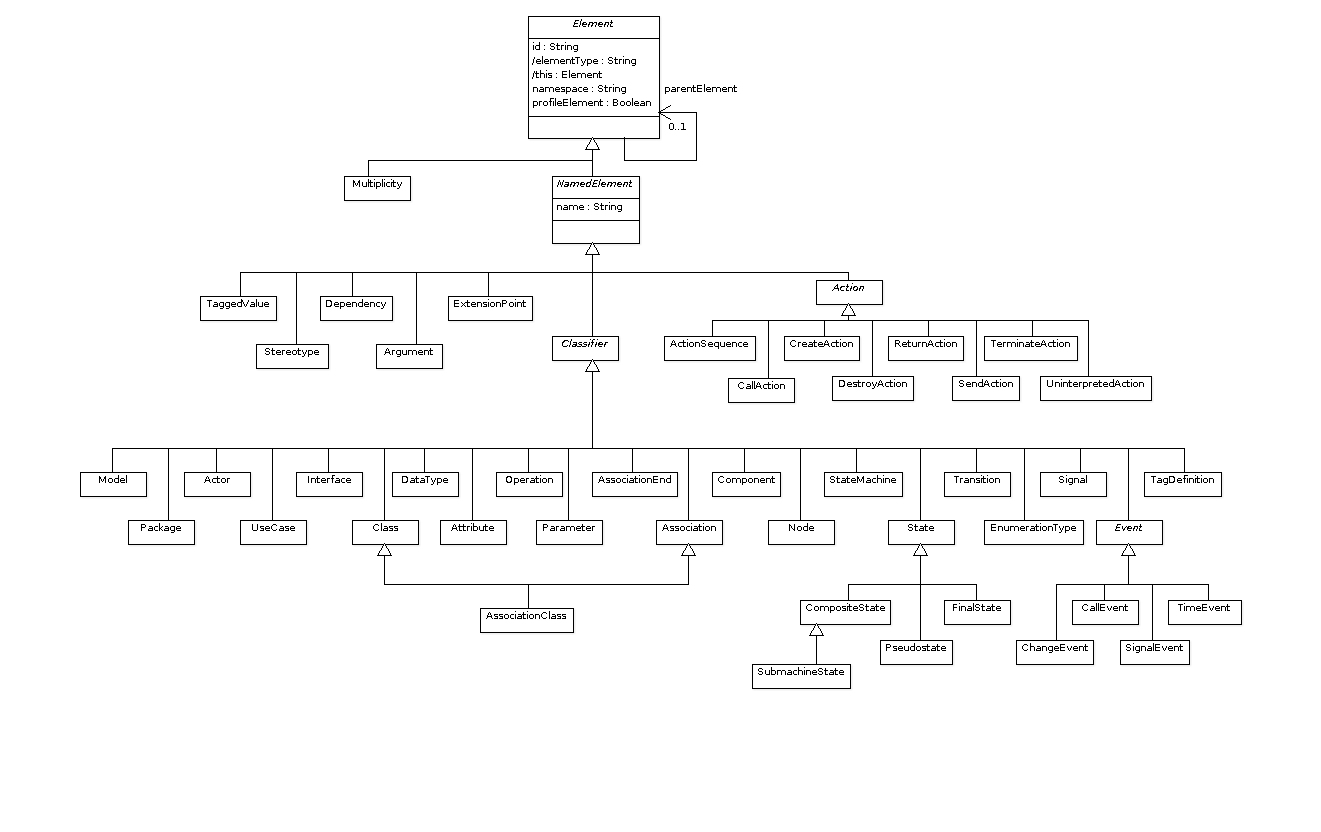 Element
id : String
/elementType : String
/this : Element
namespace : String
profileElement : Boolean
parentElement
0..1
Multiplicity
NamedElement
name : String
TaggedValue
Dependency
ExtensionPoint
Action
Stereotype
Argument
Classifier
ActionSequence
CreateAction
ReturnAction
TerminateAction
CallAction
DestroyAction
SendAction
UninterpretedAction
Model
Actor
Interface
DataType
Operation
AssociationEnd
Component
StateMachine
Transition
Signal
TagDefinition
Package
UseCase
Class
Attribute
Parameter
Association
Node
State
EnumerationType
Event
AssociationClass
CompositeState
FinalState
CallEvent
TimeEvent
Pseudostate
ChangeEvent
SignalEvent
SubmachineState